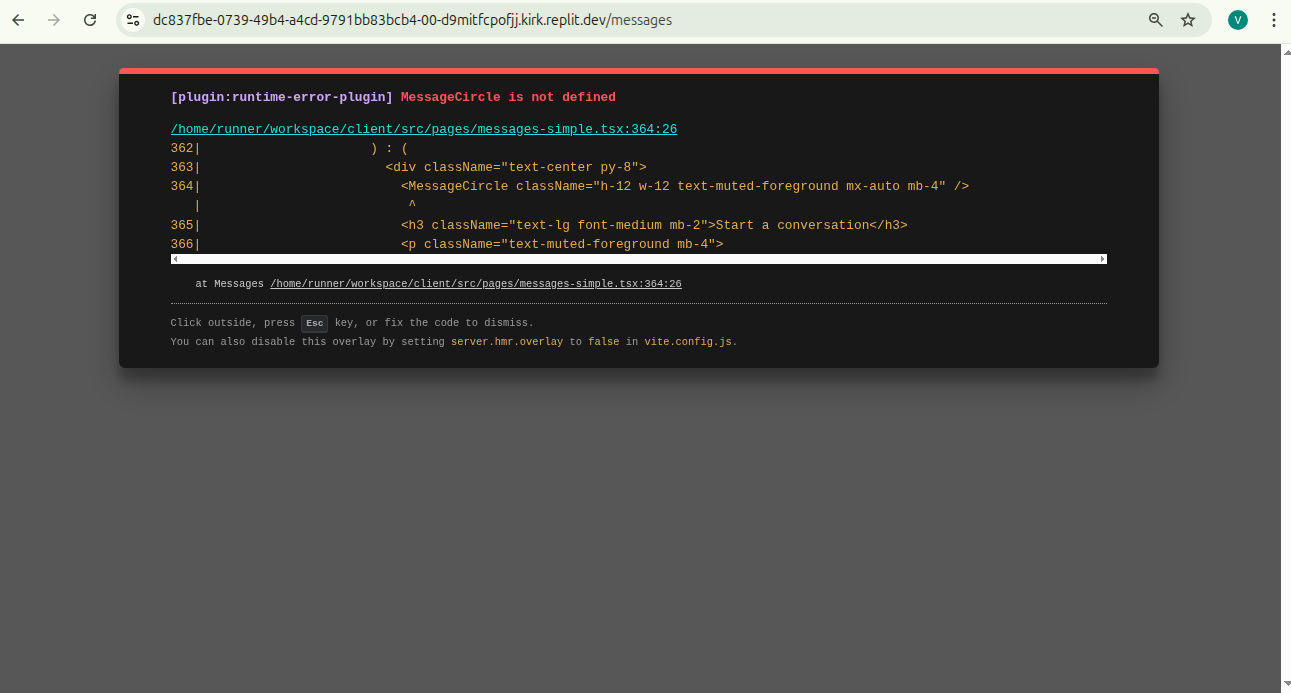 dc837fbe-0739-49b4-a4cd-9791bb83bcb4-00-d9mitfcpofjj.kirk.replit.dev/messages
V
[plugin:runtime-error-plugin] MessageCircle is not defined
/home/runner/workspace/client/src/pages/messages-simple.tsx:364:26
362|                      ) : (
363|                        <div className="text-center py-8">
364|                          <MessageCircle className="h-12 w-12 text-muted-foreground mx-auto mb-4" />
   |                           ^
365|                          <h3 className="text-lg font-medium mb-2">Start a conversation</h3>
366|                          <p className="text-muted-foreground mb-4">
at Messages /home/runner/workspace/client/src/pages/messages-simple.tsx:364:26
Click outside, press Esc key, or fix the code to dismiss.
You can also disable this overlay by setting server.hmr.overlay to false in vite.config.js.